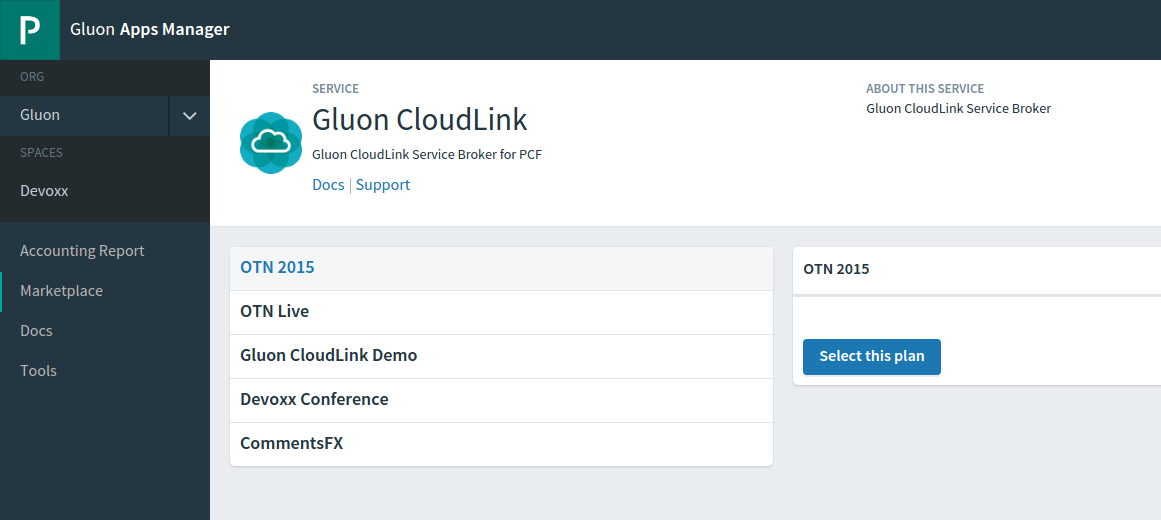 P
Gluon Apps Manager
ORG
Gluon
SPACES
Devoxx
Accounting Report
Marketplace
Docs
Tools
SERVICE
Gluon CloudLink
Gluon CloudLink Service Broker for PCF
Docs | Support
ABOUT THIS SERVICE
Gluon CloudLink Service Broker
OTN 2015
OTN Live
Gluon CloudLink Demo
Devoxx Conference
CommentsFX
OTN 2015
Select this plan